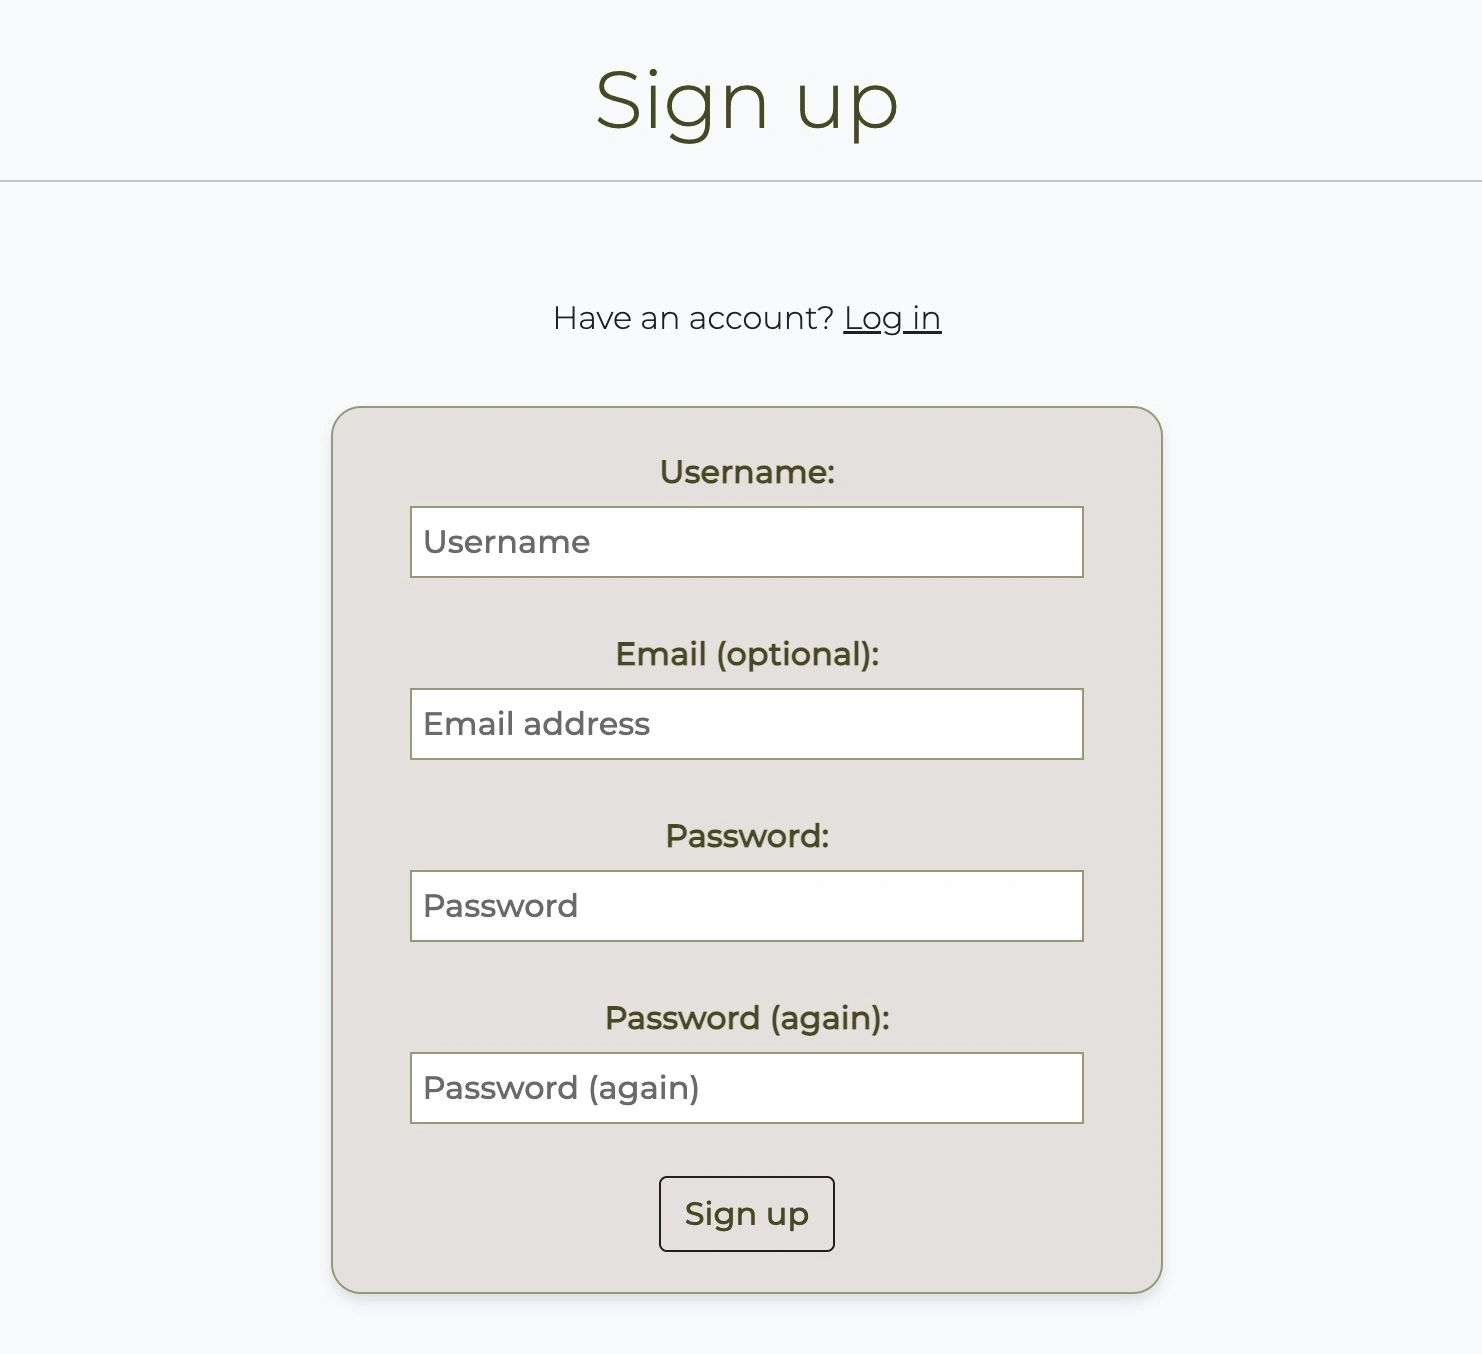 Sign up
Have an account? Log in
Username:
Username
Email (optional):
Email address
Password:
Password
Password (again):
Password (again)
Sign up